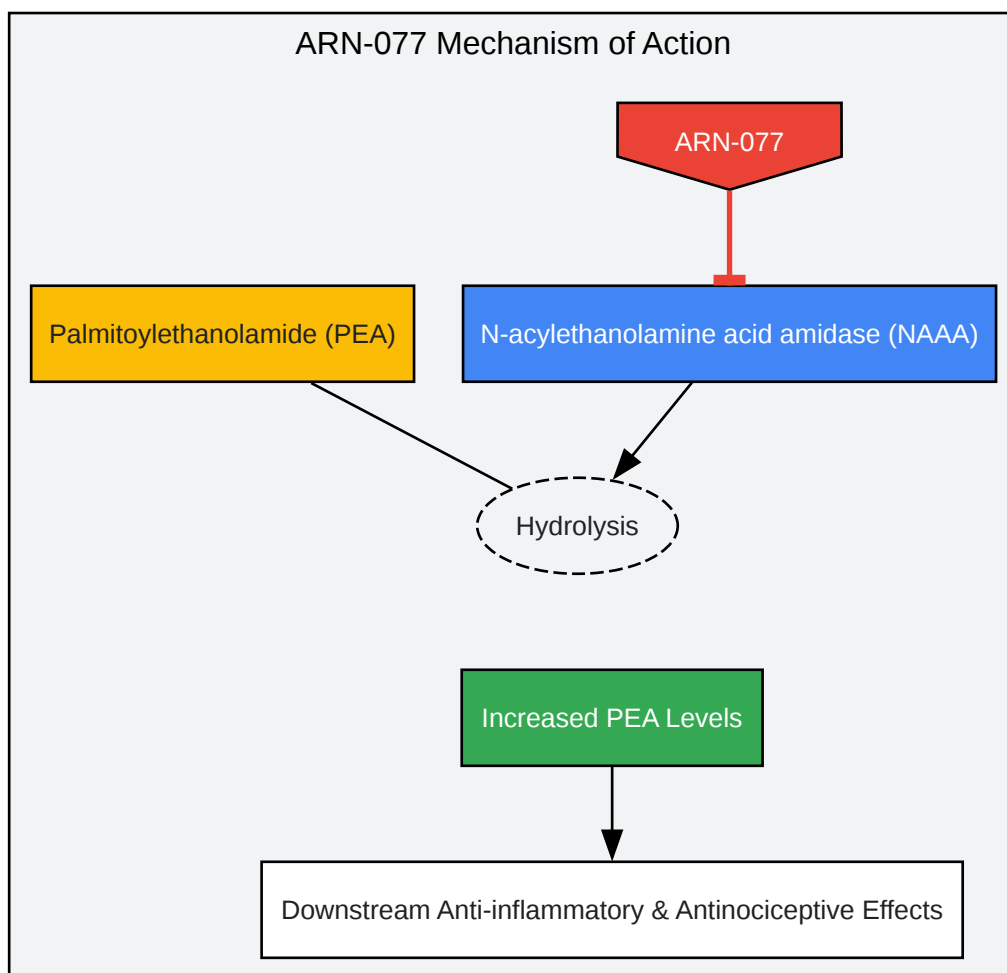 ARN-077 Mechanism of Action
ARN-077
Palmitoylethanolamide (PEA)
N-acylethanolamine acid amidase (NAAA)
Hydrolysis
Increased PEA Levels
Downstream Anti-inflammatory & Antinociceptive Effects